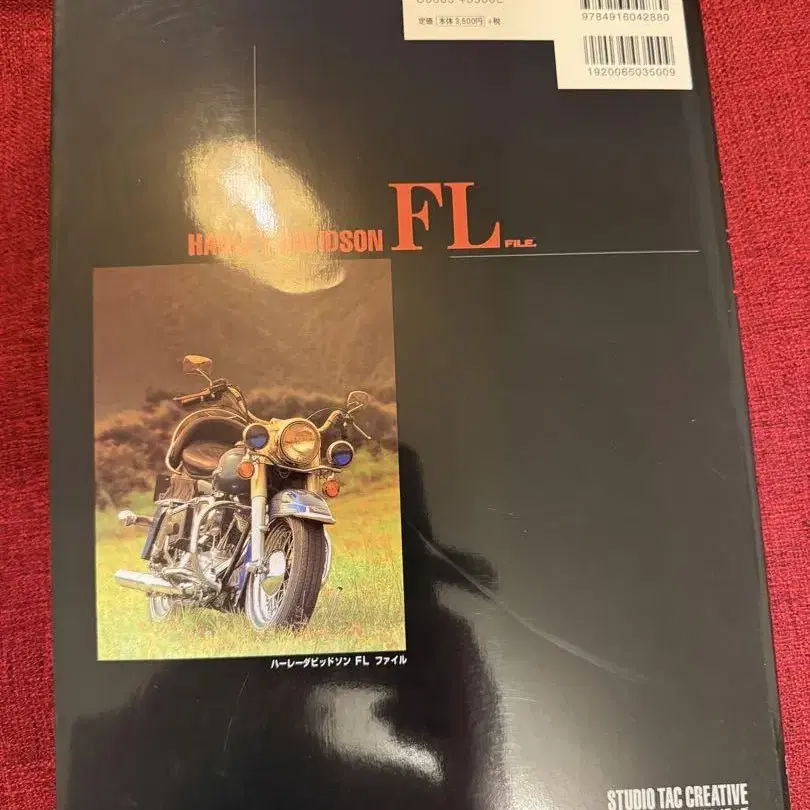 9784916042880
定価 本体3,500円 +税
1920065035009
DAVIDSON FL FILE.
ハーレーダビッドソン FL ファイル
STUDIO TAC CREATIVE